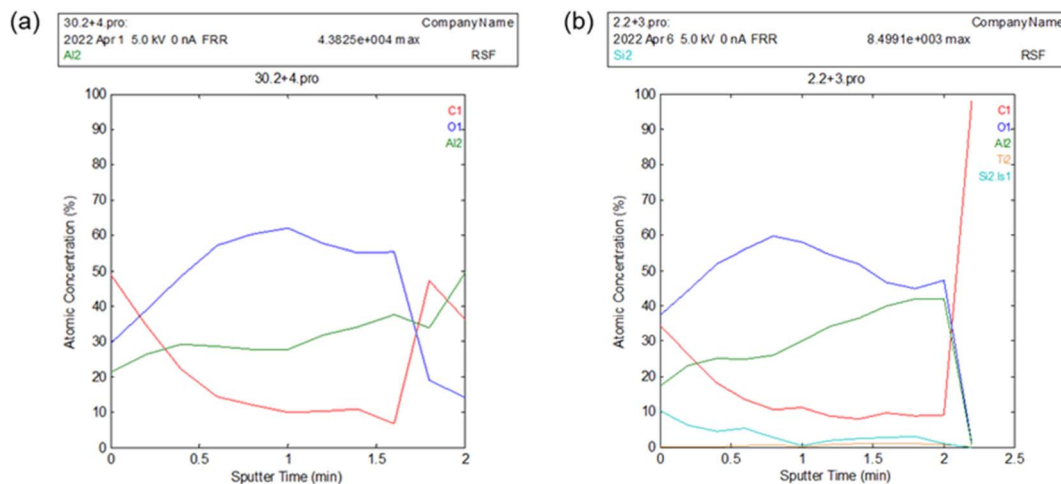 (a)
30.2+4.pro:
Company Name
2022 Apr 1 5.0 kV 0 nA FRR
4.3825e+004 max
Al2
RSF
30.2+4.pro
100
90
80
70
60
50
40
30
20
10
0
Atomic Concentration (%)
C1
O1
Al2
0
0.5
1
1.5
2
Sputter Time (min)
(b)
2.2+3.pro:
Company Name
2022 Apr 6 5.0 kV 0 nA FRR
8.4991e+003 max
Si2
RSF
2.2+3.pro
100
90
80
70
60
50
40
30
20
10
0
Atomic Concentration (%)
C1
O1
Al2
Ti2
Si2.ls1
0
0.5
1
1.5
2
2.5
Sputter Time (min)